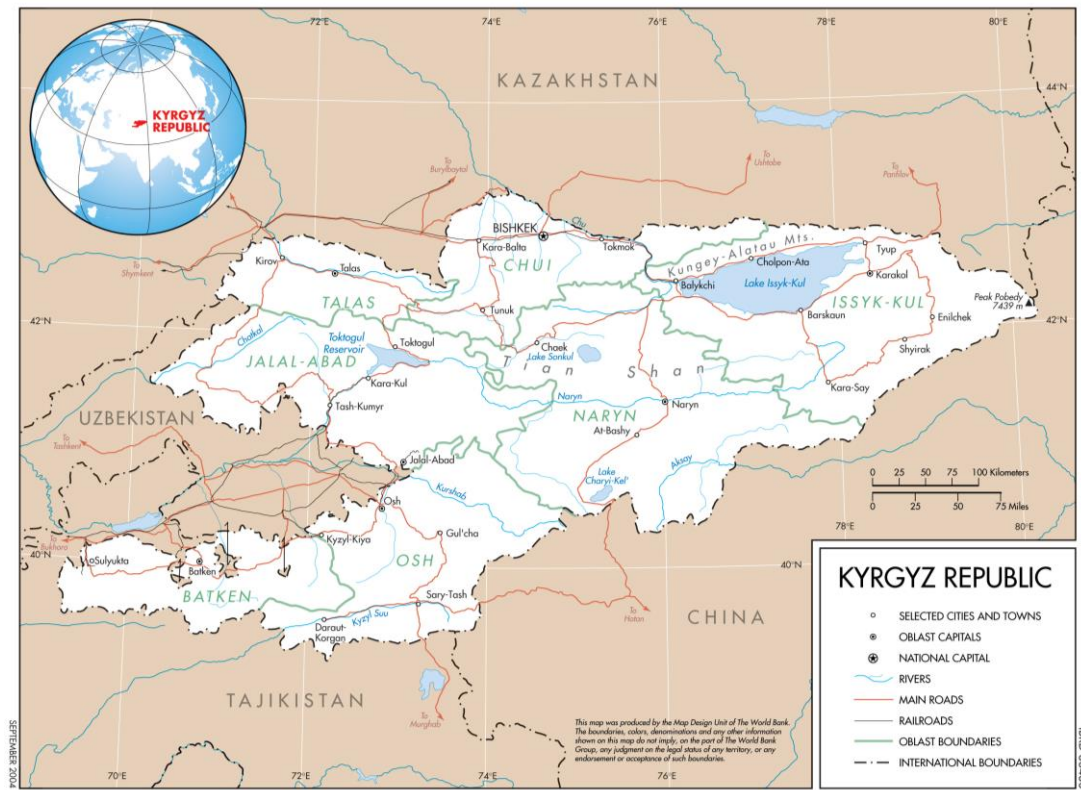 72°E
74°E
76°E
78°E
80°E
KYRGYZ
REPUBLIC
KAZAKHSTAN
44°N
To
Burylbaytal
To
Ushtobe
To
Panfilov
To
Shymkent
BISHKEK
Chu
Kara-Balta
Tokmok
CHUI
Kungey-Alatau Mts.
Tyup
Kirov
Talas
Cholpon-Ata
Karakol
Balykchi
Lake Issyk-Kul
TALAS
ISSYK-KUL
Peak Pobedy
7439 m
42°N
Tunuk
Barskaun
Enilchek
42°N
Chatkal
Toktogul
Reservoir
Toktogul
Chaek
Lake Sonkul
Shyirak
JALAL-ABAD
Tian Shan
Kara-Kul
Kara-Say
UZBEKISTAN
Tash-Kumyr
Naryn
Naryn
NARYN
At-Bashy
To
Tashkent
Jalal-Abad
Aksay
Lake
Charyi-Kel'
Kurshab
0 25 50 75 100 Kilometers
0 25 50 75 Miles
Osh
78°E
80°E
To
Bukhara
40°N
Kyzyl-Kiya
Gul'cha
Sulyukta
Batken
OSH
40°N
BATKEN
Sary-Tash
Kyzyl Suu
Daraut-
Korgan
To
Hotan
CHINA
TAJIKISTAN
To
Murghab
KYRGYZ REPUBLIC
SELECTED CITIES AND TOWNS
OBLAST CAPITALS
NATIONAL CAPITAL
RIVERS
MAIN ROADS
RAILROADS
OBLAST BOUNDARIES
INTERNATIONAL BOUNDARIES
This map was produced by the Map Design Unit of The World Bank.
The boundaries, colors, denominations and any other information
shown on this map do not imply, on the part of The World Bank
Group, any judgment on the legal status of any territory, or any
endorsement or acceptance of such boundaries.
70°E
72°E
74°E
76°E
SEPTEMBER 2004